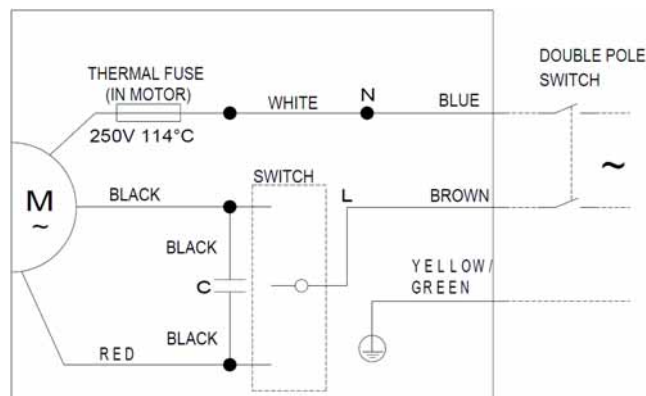 DOUBLE POLE
SWITCH
THERMAL FUSE
(IN MOTOR)
250V 114°C
WHITE
N
BLUE
~
M
~
BLACK
SWITCH
L
BROWN
BLACK
C
YELLOW/
GREEN
BLACK
RED